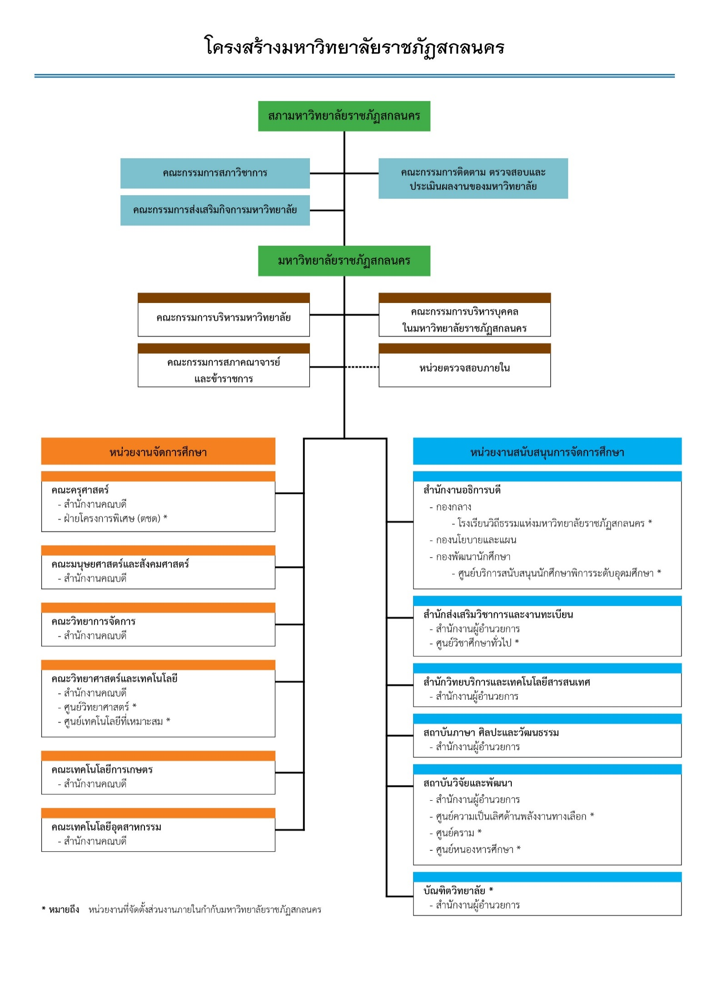 โครงสร้างมหาวิทยาลัยราชภัฏสกลนคร
สภามหาวิทยาลัยราชภัฏสกลนคร
คณะกรรมการสภาวิชาการ
คณะกรรมการติดตาม ตรวจสอบและ
ประเมินผลงานของมหาวิทยาลัย
คณะกรรมการส่งเสริมกิจการมหาวิทยาลัย
มหาวิทยาลัยราชภัฏสกลนคร
คณะกรรมการบริหารมหาวิทยาลัย
คณะกรรมการบริหารบุคคล
ในมหาวิทยาลัยราชภัฏสกลนคร
คณะกรรมการสภาคณาจารย์
และข้าราชการ
หน่วยตรวจสอบภายใน
หน่วยงานจัดการศึกษา
คณะครุศาสตร์
- สำนักงานคณบดี
- ฝ่ายโครงการพิเศษ (ตชด) *
คณะมนุษยศาสตร์และสังคมศาสตร์
- สำนักงานคณบดี
คณะวิทยาการจัดการ
- สำนักงานคณบดี
คณะวิทยาศาสตร์และเทคโนโลยี
- สำนักงานคณบดี
- ศูนย์วิทยาศาสตร์ *
- ศูนย์เทคโนโลยีที่เหมาะสม *
คณะเทคโนโลยีการเกษตร
- สำนักงานคณบดี
คณะเทคโนโลยีอุตสาหกรรม
- สำนักงานคณบดี
หน่วยงานสนับสนุนการจัดการศึกษา
สำนักงานอธิการบดี
- กองกลาง
- โรงเรียนวิถีธรรมแห่งมหาวิทยาลัยราชภัฏสกลนคร *
- กองนโยบายและแผน
- กองพัฒนานักศึกษา
- ศูนย์บริการสนับสนุนนักศึกษาพิการระดับอุดมศึกษา *
สำนักส่งเสริมวิชาการและงานทะเบียน
- สำนักงานผู้อำนวยการ
- ศูนย์วิชาศึกษาทั่วไป *
สำนักวิทยบริการและเทคโนโลยีสารสนเทศ
- สำนักงานผู้อำนวยการ
สถาบันภาษา ศิลปะและวัฒนธรรม
- สำนักงานผู้อำนวยการ
สถาบันวิจัยและพัฒนา
- สำนักงานผู้อำนวยการ
- ศูนย์ความเป็นเลิศด้านพลังงานทางเลือก *
- ศูนย์คราม *
- ศูนย์หนองหารศึกษา *
บัณฑิตวิทยาลัย *
- สำนักงานผู้อำนวยการ
* หมายถึง หน่วยงานที่จัดตั้งส่วนงานภายในกำกับมหาวิทยาลัยราชภัฏสกลนคร